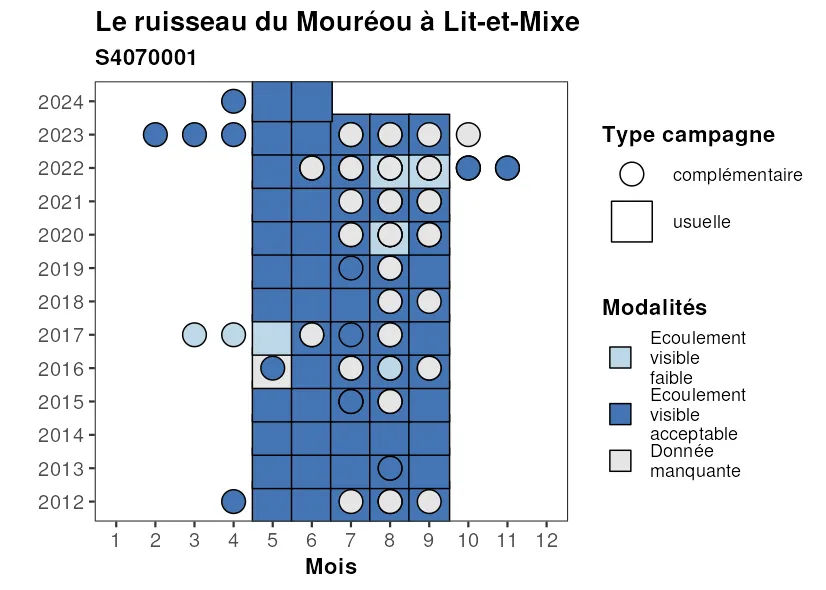 Le ruisseau du Mouréou à Lit-et-Mixe
S4070001
2024
2023
2022
2021
2020
2019
2018
2017
2016
2015
2014
2013
2012
1 2 3 4 5 6 7 8 9 10 11 12
Mois
Type campagne
complémentaire
usuelle
Modalités
Ecoulement
visible
faible
Ecoulement
visible
acceptable
Donnée
manquante